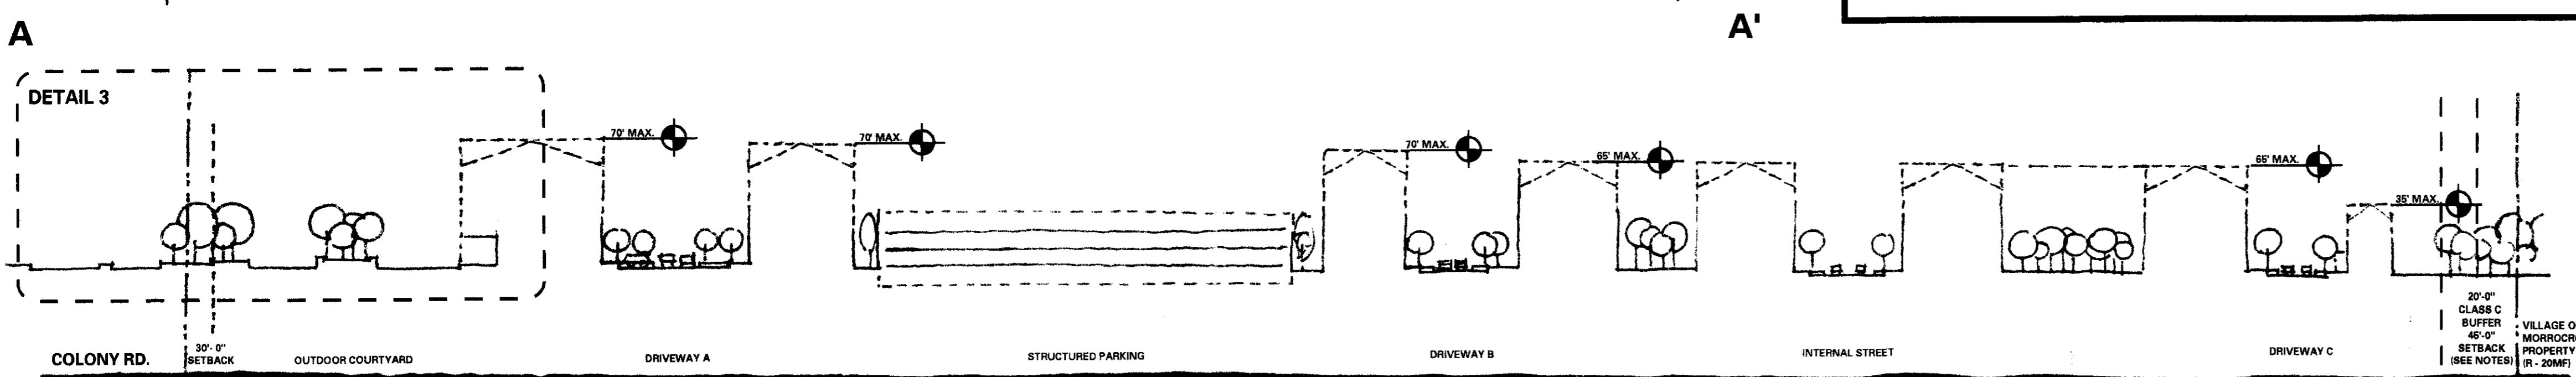 A
A'
DETAIL 3
70' MAX.
70' MAX.
70' MAX.
65' MAX.
65' MAX.
35' MAX.
COLONY RD.
30'- 0"
SETBACK
OUTDOOR COURTYARD
DRIVEWAY A
STRUCTURED PARKING
DRIVEWAY B
INTERNAL STREET
DRIVEWAY C
20'-0"
CLASS C
BUFFER
45'-0"
SETBACK
(SEE NOTES)
VILLAGE O
MORROCR
PROPERTY
(R - 20MF)